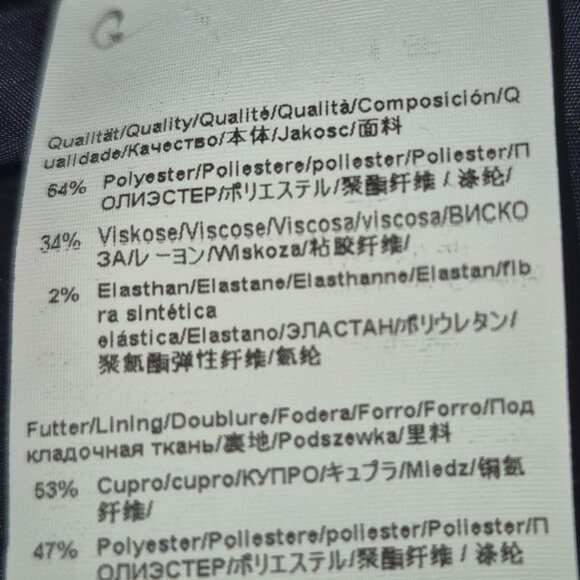 G
Qualität/Quality/Qualité/Qualità/Composición/Q
ualidade/Качество/本体/Jakosc/面料
64% Polyester/Poliestere/poliester/Poliester/П
ОЛИЭСТЕР/ポリエステル/聚酯纤维 / 涤纶/
34% Viskose/Viscose/Viscosa/viscosa/ВИСКО
ЗА/レーヨン/Wiskoza/粘胶纤维/
2% Elasthan/Elastane/Elasthanne/Elastan/fib
ra sintética
elástica/Elastano/ЭЛАСТАН/ポリウレタン/
聚氨酯弹性纤维/氨纶
Futter/Lining/Doublure/Fodera/Forro/Forro/Под
кладочная ткань/裏地/Podszewka/里料
53% Cupro/cupro/КУПРО/キュプラ/Miedz/铜氨
纤维/
47% Polyester/Poliestere/poliester/Poliester/П
ОЛИЭСТЕР/ポリエステル/聚酯纤维 / 涤纶